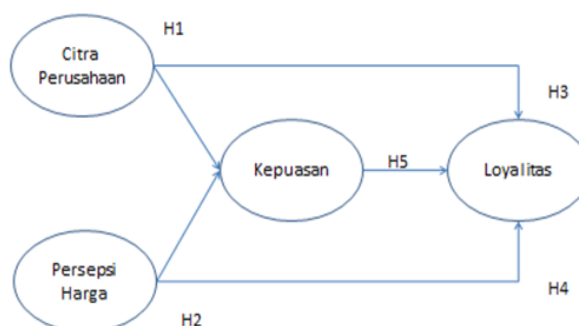 H1
Citra
Perusahaan
H3
Kepuasan
H5
Loyalitas
Persepsi
Harga
H4
H2